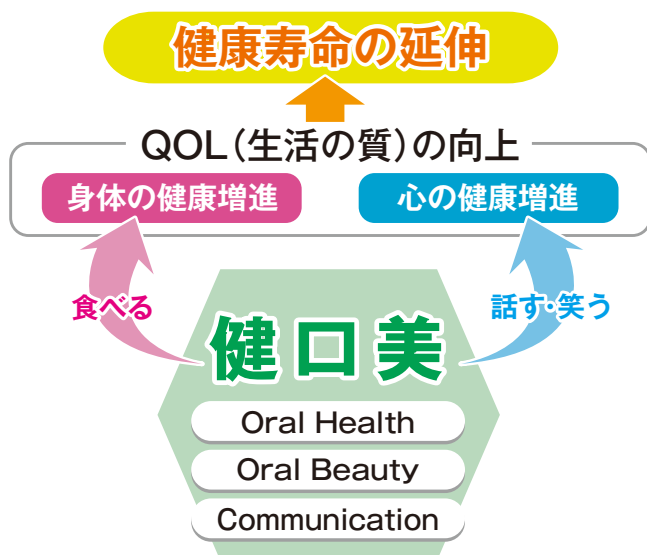 健康寿命の延伸
QOL(生活の質)の向上
身体の健康増進
心の健康増進
食べる
話す・笑う
健口美
Oral Health
Oral Beauty
Communication